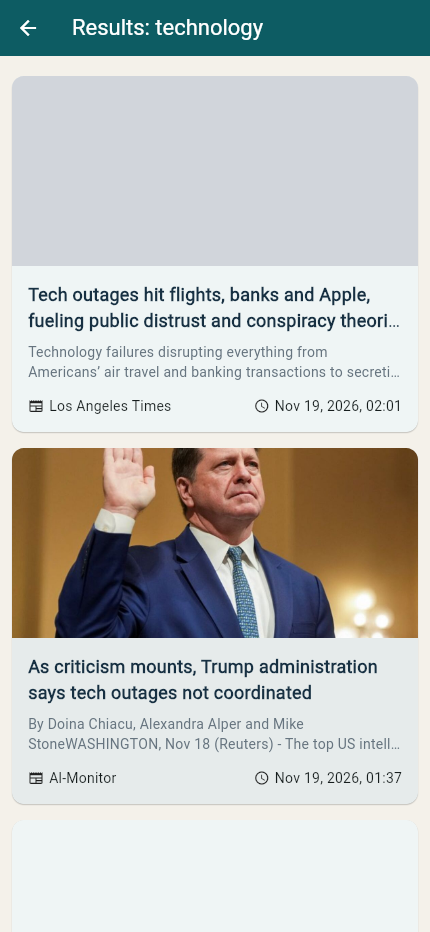 Results: technology
Tech outages hit flights, banks and Apple,
fueling public distrust and conspiracy theori…
Technology failures disrupting everything from
Americans’ air travel and banking transactions to secreti…
Los Angeles Times
Nov 19, 2026, 02:01
As criticism mounts, Trump administration
says tech outages not coordinated
By Doina Chiacu, Alexandra Alper and Mike
StoneWASHINGTON, Nov 18 (Reuters) - The top US intell…
Al-Monitor
Nov 19, 2026, 01:37